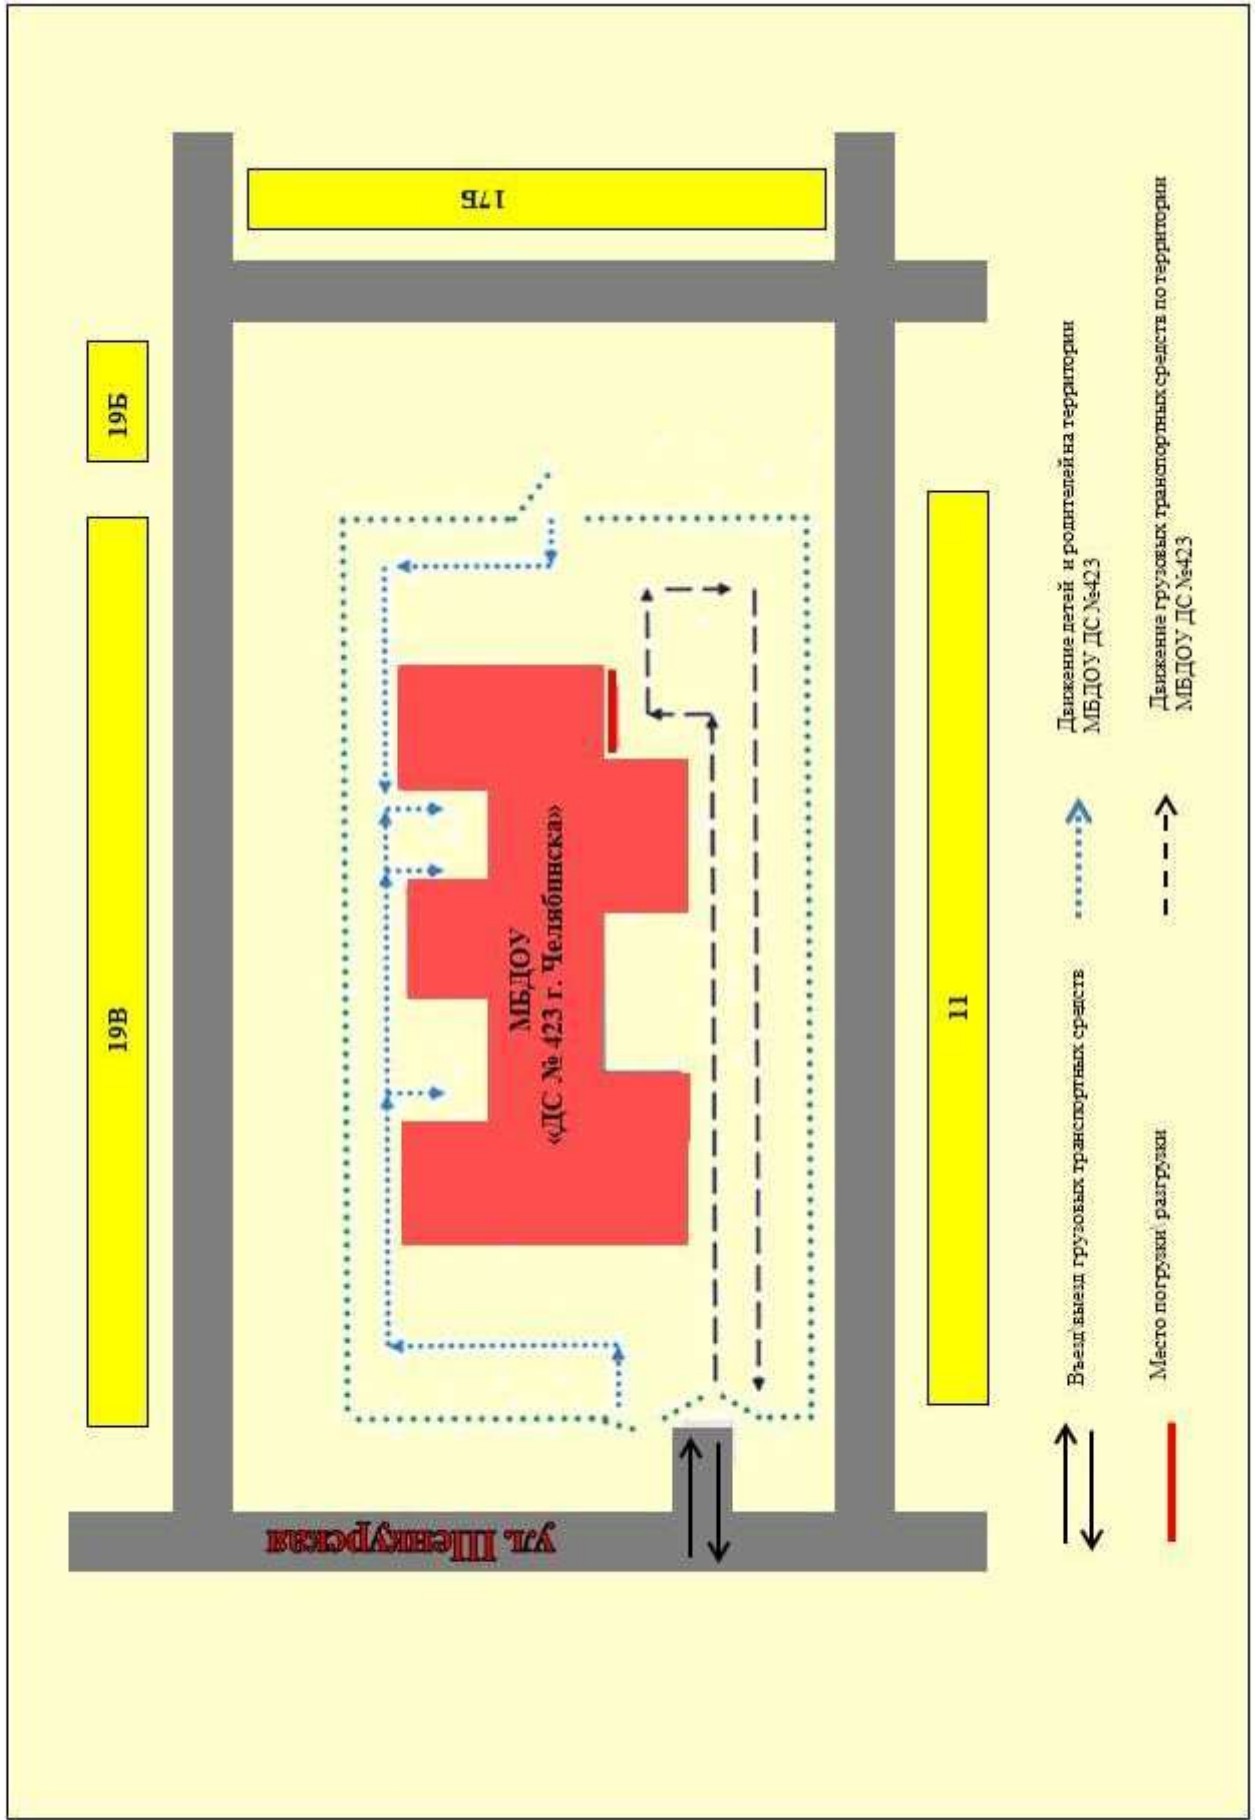 19В
19Б
17Б
МБДОУ
«ДС № 423 г. Челябинска»
11
ул. Шенкурская
Въезд\выезд грузовых транспортных средств
Движение детей и родителей на территории
МБДОУ ДС №423
Место погрузки\ разгрузки
Движение грузовых транспортных средств по территории
МБДОУ ДС №423